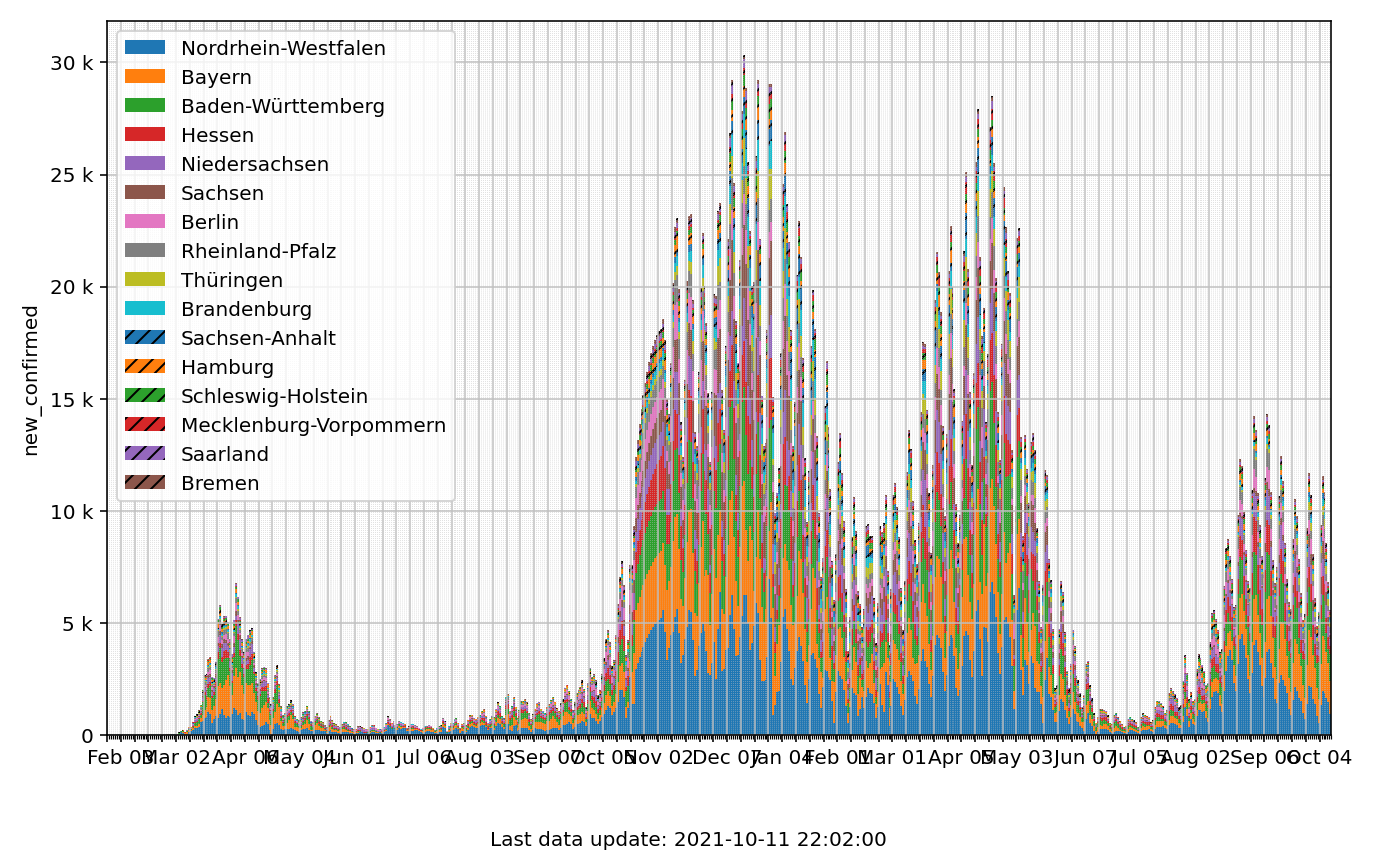 30 k
25 k
20 k
15 k
10 k
5 k
0
new_confirmed
Nordrhein-Westfalen
Bayern
Baden-Württemberg
Hessen
Niedersachsen
Sachsen
Berlin
Rheinland-Pfalz
Thüringen
Brandenburg
Sachsen-Anhalt
Hamburg
Schleswig-Holstein
Mecklenburg-Vorpommern
Saarland
Bremen
Feb 03 Mar 02 Apr 06 May 04 Jun 01 Jul 06 Aug 03 Sep 07 Oct 05 Nov 02 Dec 07 Jan 04 Feb 01 Mar 01 Apr 05 May 03 Jun 07 Jul 05 Aug 02 Sep 06 Oct 04
Last data update: 2021-10-11 22:02:00